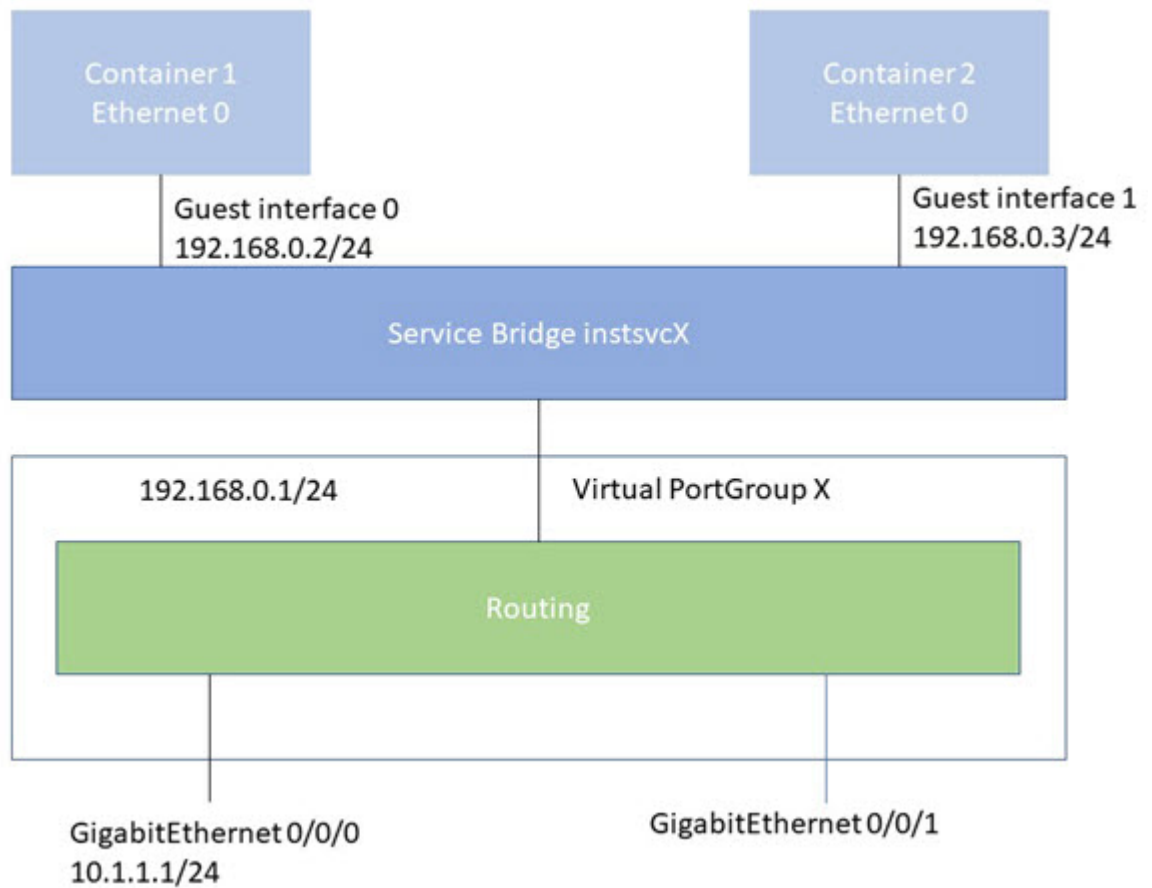 Container 1
Ethernet 0
Container 2
Ethernet 0
Guest interface 0
192.168.0.2/24
Guest interface 1
192.168.0.3/24
Service Bridge instsvcX
192.168.0.1/24
Virtual PortGroup X
Routing
GigabitEthernet 0/0/0
10.1.1.1/24
GigabitEthernet 0/0/1